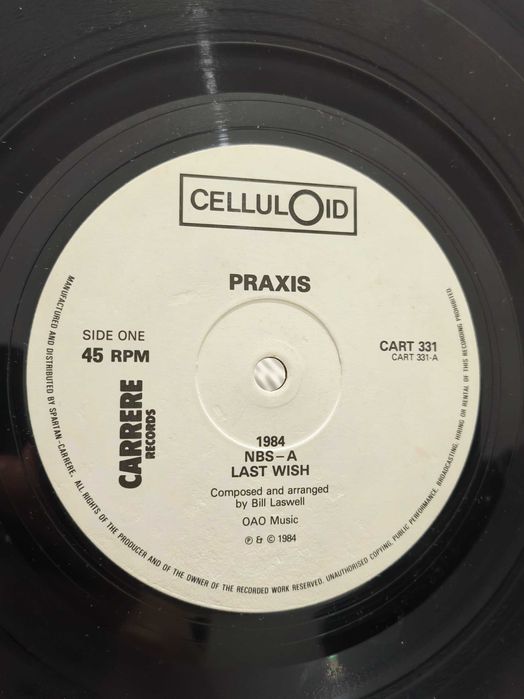 CELLULOID
PRAXIS
SIDE ONE
45 RPM
CART 331
CART 331-A
CARRERE
RECORDS
1984
NBS-A
LAST WISH
Composed and arranged
by Bill Laswell
OAO Music
℗ & © 1984
MANUFACTURED AND DISTRIBUTED BY SPARTAN-CARRERE. ALL RIGHTS OF THE PRODUCER AND OF THE OWNER OF THE RECORDED WORK RESERVED. UNAUTHORISED COPYING, PUBLIC PERFORMANCE, BROADCASTING, HIRING OR RENTAL OF THIS RECORDING PROHIBITED.